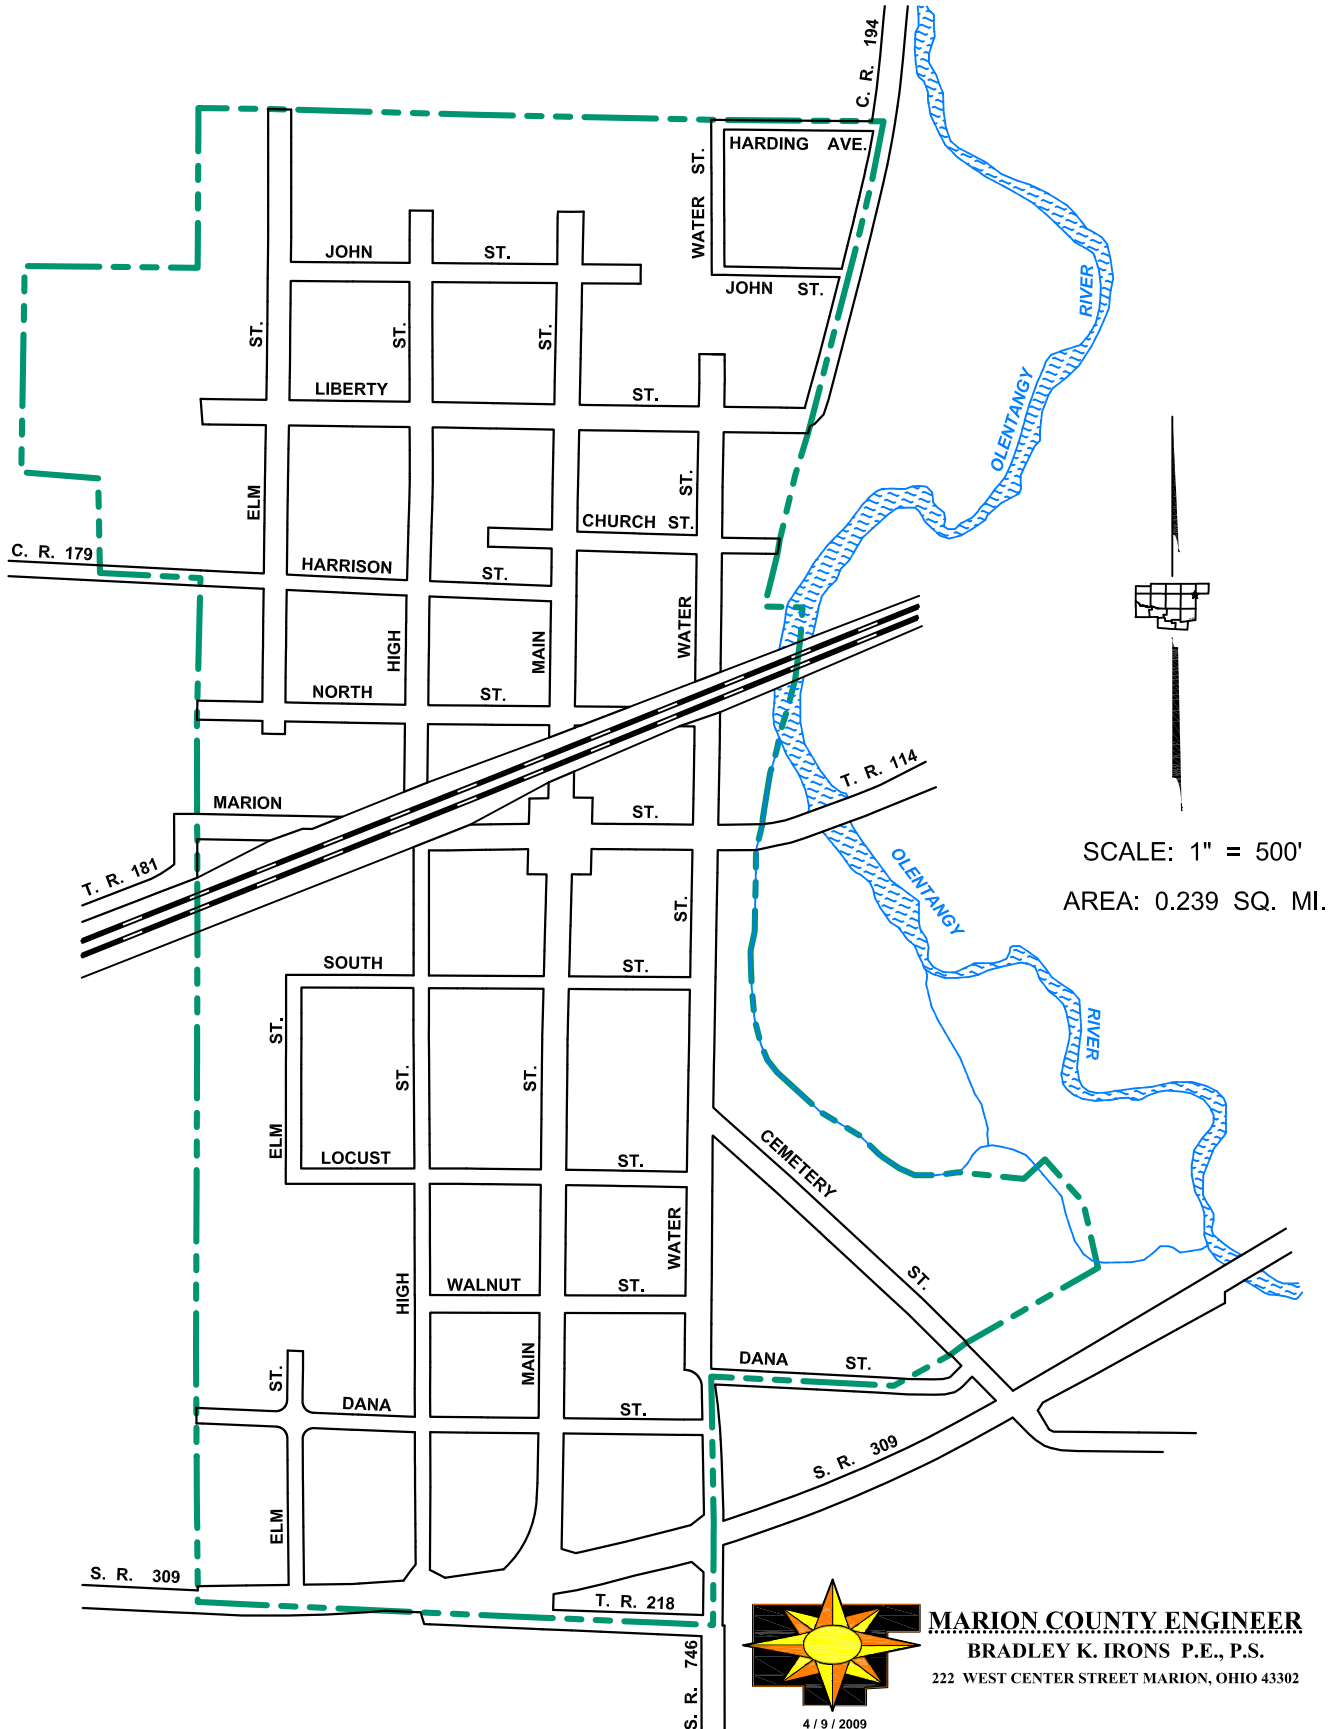 C. R. 194
HARDING AVE.
WATER ST.
JOHN ST.
JOHN ST.
RIVER
OLENTANGY
ST.
ST.
ST.
LIBERTY ST.
ELM
ST.
CHURCH ST.
C. R. 179
HARRISON ST.
HIGH
MAIN
WATER
NORTH ST.
T. R. 114
MARION ST.
T. R. 181
SCALE: 1" = 500'
AREA: 0.239 SQ. MI.
OLENTANGY
RIVER
ST.
SOUTH ST.
ELM ST.
ST.
ST.
LOCUST ST.
CEMETERY ST.
WATER
HIGH
WALNUT ST.
MAIN
DANA ST.
ST.
DANA ST.
ELM
S. R. 309
S. R. 309
T. R. 218
S. R. 746
MARION COUNTY ENGINEER
BRADLEY K. IRONS P.E., P.S.
222 WEST CENTER STREET MARION, OHIO 43302
4 / 9 / 2009